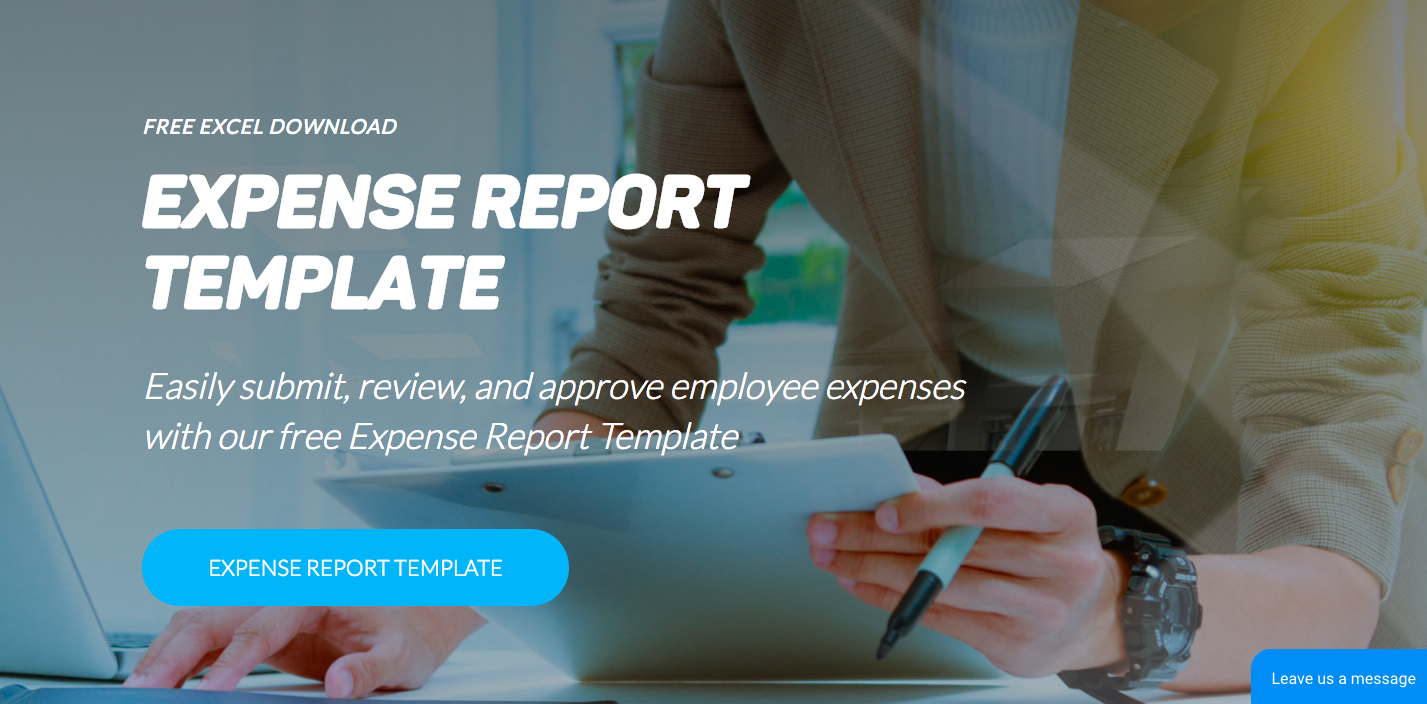 FREE EXCEL DOWNLOAD
EXPENSE REPORT
TEMPLATE
Easily submit, review, and approve employee expenses
with our free Expense Report Template
EXPENSE REPORT TEMPLATE
Leave us a message